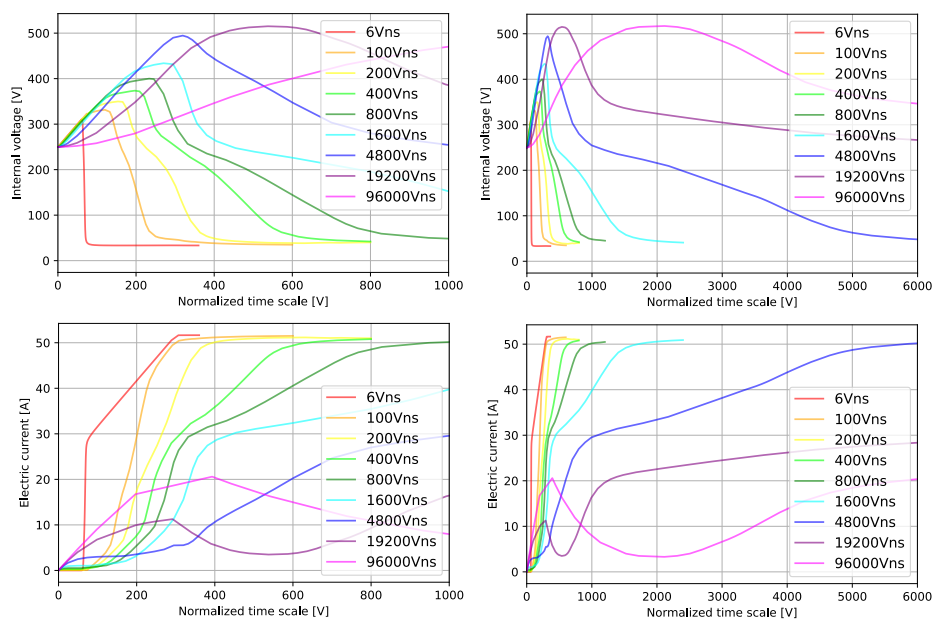 Internal voltage [V]
500
400
300
200
100
0
0 200 400 600 800 1000
Normalized time scale [V]
6Vns
100Vns
200Vns
400Vns
800Vns
1600Vns
4800Vns
19200Vns
96000Vns
Internal voltage [V]
500
400
300
200
100
0
0 1000 2000 3000 4000 5000 6000
Normalized time scale [V]
6Vns
100Vns
200Vns
400Vns
800Vns
1600Vns
4800Vns
19200Vns
96000Vns
Electric current [A]
50
40
30
20
10
0
0 200 400 600 800 1000
Normalized time scale [V]
6Vns
100Vns
200Vns
400Vns
800Vns
1600Vns
4800Vns
19200Vns
96000Vns
Electric current [A]
50
40
30
20
10
0
0 1000 2000 3000 4000 5000 6000
Normalized time scale [V]
6Vns
100Vns
200Vns
400Vns
800Vns
1600Vns
4800Vns
19200Vns
96000Vns